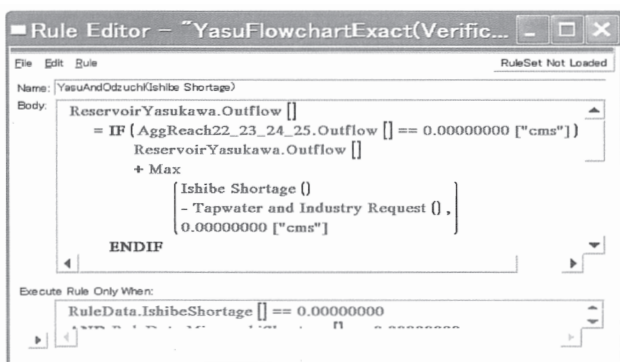 Rule Editor - "YasuFlowchartExact(Verific...
File Edit Rule RuleSet Not Loaded
Name: YasuAndOdzuchi(Ishibe Shortage)
Body:
ReservoirYasukawa.Outflow []
= IF ( AggReach22_23_24_25.Outflow [] == 0.00000000 ["cms"] )
ReservoirYasukawa.Outflow []
+ Max
Ishibe Shortage ()
- Tapwater and Industry Request () ,
0.00000000 ["cms"]
ENDIF
Execute Rule Only When:
RuleData.IshibeShortage [] == 0.00000000